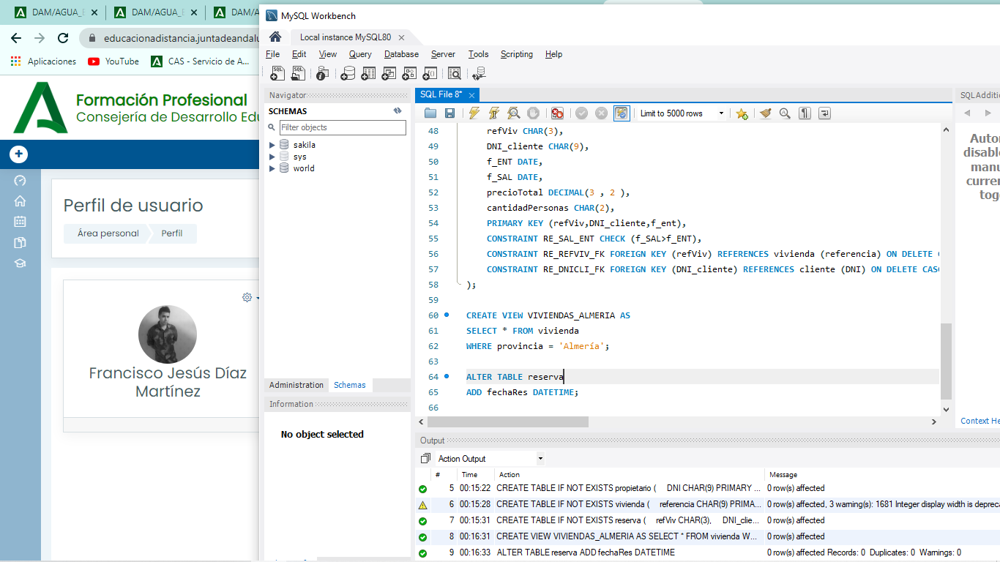 DAM/AGUA_
DAM/AGUA_
DAM/AGUA_
educacionadistancia.juntadeandalu
Aplicaciones
YouTube
CAS - Servicio de A...
Formación Profesional
Consejería de Desarrollo Edu
Perfil de usuario
Área personal
Perfil
Francisco Jesús Díaz
Martínez
MySQL Workbench
Local instance MySQL80
File Edit View Query Database Server Tools Scripting Help
Navigator
SCHEMAS
Filter objects
sakila
sys
world
Administration Schemas
Information
No object selected
SQL File 8*
Limit to 5000 rows
48 refViv CHAR(3),
49 DNI_cliente CHAR(9),
50 f_ENT DATE,
51 f_SAL DATE,
52 precioTotal DECIMAL(3 , 2 ),
53 cantidadPersonas CHAR(2),
54 PRIMARY KEY (refViv,DNI_cliente,f_ent),
55 CONSTRAINT RE_SAL_ENT CHECK (f_SAL>f_ENT),
56 CONSTRAINT RE_REFVIV_FK FOREIGN KEY (refViv) REFERENCES vivienda (referencia) ON DELETE
57 CONSTRAINT RE_DNICLI_FK FOREIGN KEY (DNI_cliente) REFERENCES cliente (DNI) ON DELETE CAS
58 );
59
60 CREATE VIEW VIVIENDAS_ALMERIA AS
61 SELECT * FROM vivienda
62 WHERE provincia = 'Almería';
63
64 ALTER TABLE reserva
65 ADD fechaRes DATETIME;
66
SQLAdditio
Autor
disable
manu
curren
tog
Context He
Output
Action Output
# Time Action Message
5 00:15:22 CREATE TABLE IF NOT EXISTS propietario ( DNI CHAR(9) PRIMARY ... 0 row(s) affected
6 00:15:28 CREATE TABLE IF NOT EXISTS vivienda ( referencia CHAR(9) PRIMA... 0 row(s) affected, 3 warning(s): 1681 Integer display width is depreca
7 00:15:31 CREATE TABLE IF NOT EXISTS reserva ( refViv CHAR(3), DNI_clie... 0 row(s) affected
8 00:16:31 CREATE VIEW VIVIENDAS_ALMERIA AS SELECT * FROM vivienda W... 0 row(s) affected
9 00:16:33 ALTER TABLE reserva ADD fechaRes DATETIME 0 row(s) affected Records: 0 Duplicates: 0 Warnings: 0